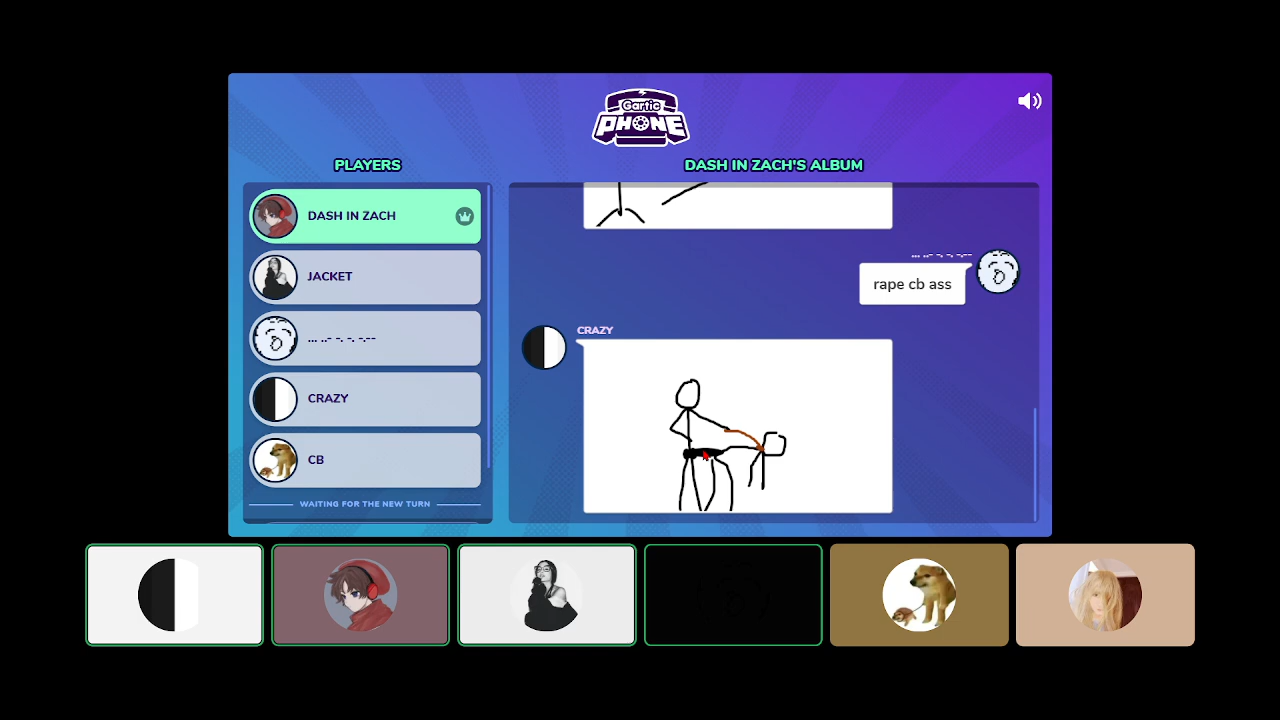 Gartic
PHONE
PLAYERS
DASH IN ZACH'S ALBUM
DASH IN ZACH
JACKET
... ..- -. -. -.--
CRAZY
CB
WAITING FOR THE NEW TURN
... ..- -. -. -.--
rape cb ass
CRAZY